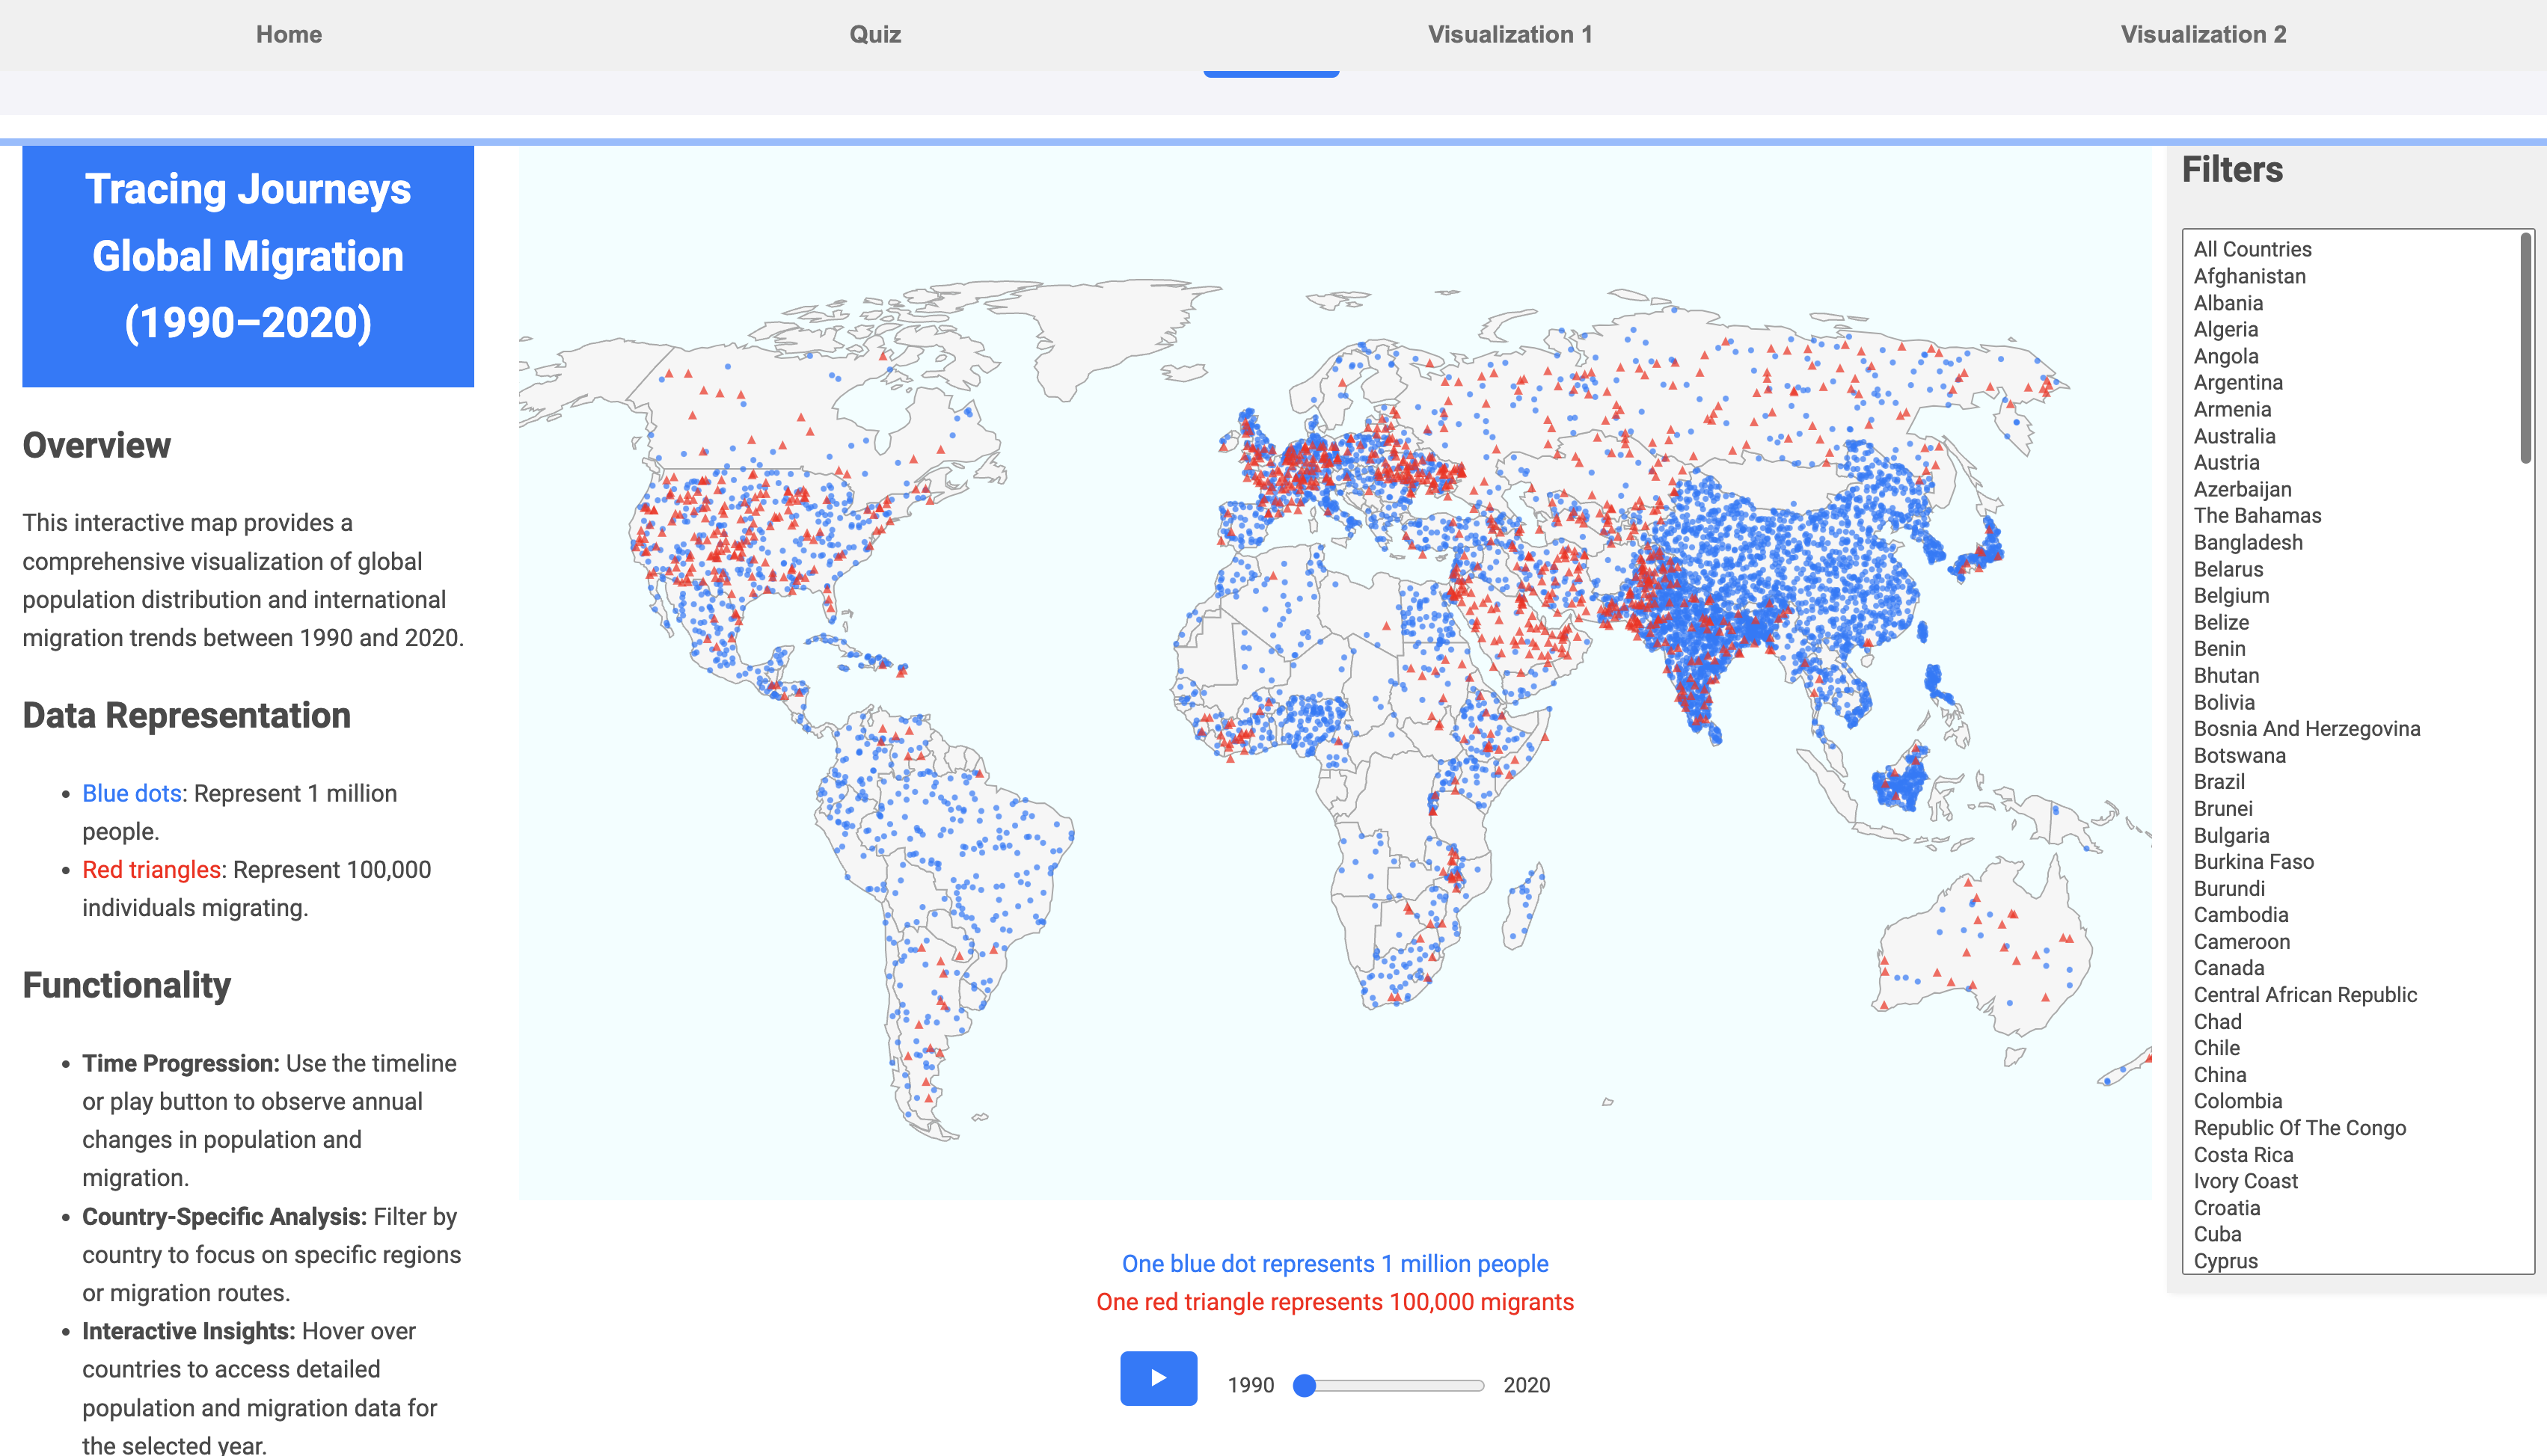 Home
Quiz
Visualization 1
Visualization 2
Tracing Journeys
Global Migration
(1990–2020)
Overview
This interactive map provides a
comprehensive visualization of global
population distribution and international
migration trends between 1990 and 2020.
Data Representation
• Blue dots: Represent 1 million
people.
• Red triangles: Represent 100,000
individuals migrating.
Functionality
• Time Progression: Use the timeline
or play button to observe annual
changes in population and
migration.
• Country-Specific Analysis: Filter by
country to focus on specific regions
or migration routes.
• Interactive Insights: Hover over
countries to access detailed
population and migration data for
the selected year.
One blue dot represents 1 million people
One red triangle represents 100,000 migrants
1990
2020
Filters
All Countries
Afghanistan
Albania
Algeria
Angola
Argentina
Armenia
Australia
Austria
Azerbaijan
The Bahamas
Bangladesh
Belarus
Belgium
Belize
Benin
Bhutan
Bolivia
Bosnia And Herzegovina
Botswana
Brazil
Brunei
Bulgaria
Burkina Faso
Burundi
Cambodia
Cameroon
Canada
Central African Republic
Chad
Chile
China
Colombia
Republic Of The Congo
Costa Rica
Ivory Coast
Croatia
Cuba
Cyprus